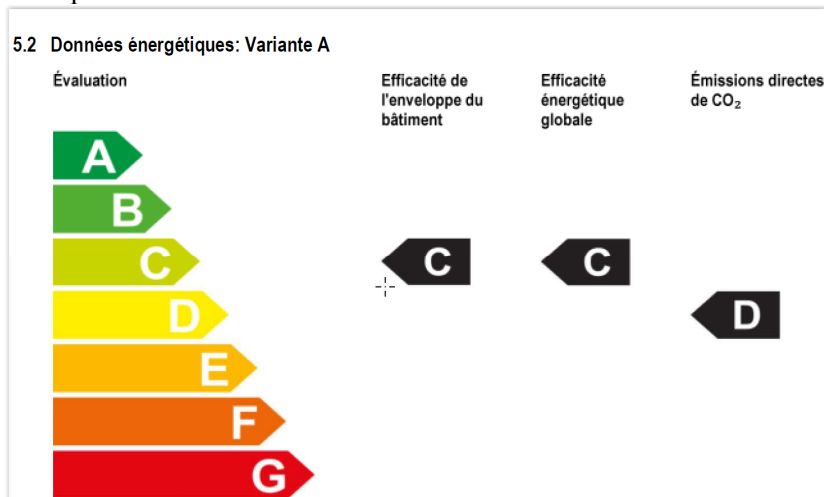 5.2 Données énergétiques: Variante A
Évaluation
Efficacité de
l'enveloppe du
bâtiment
Efficacité
énergétique
globale
Émissions directes
de CO₂
A
B
C
C
C
D
D
E
F
G